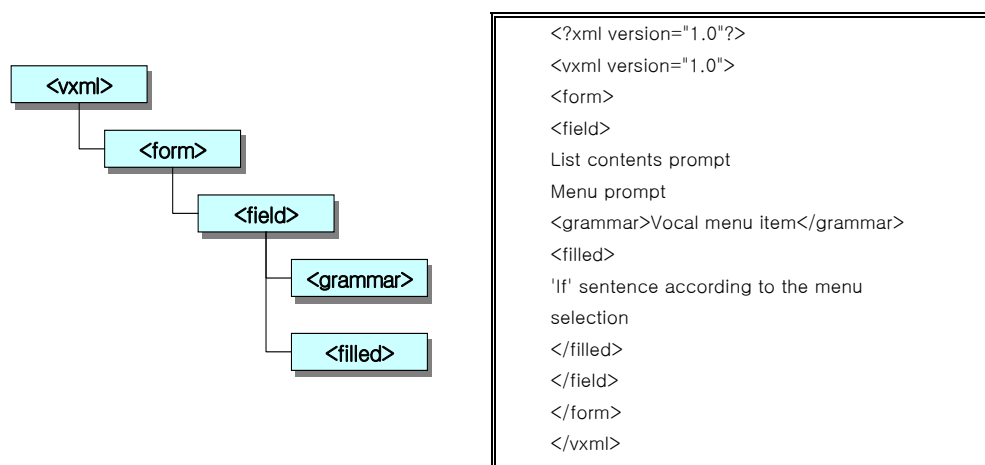 <vxml>
<form>
<field>
<grammar>
<filled>
<?xml version="1.0"?>
<vxml version="1.0">
<form>
<field>
List contents prompt
Menu prompt
<grammar>Vocal menu item</grammar>
<filled>
'If' sentence according to the menu
selection
</filled>
</field>
</form>
</vxml>